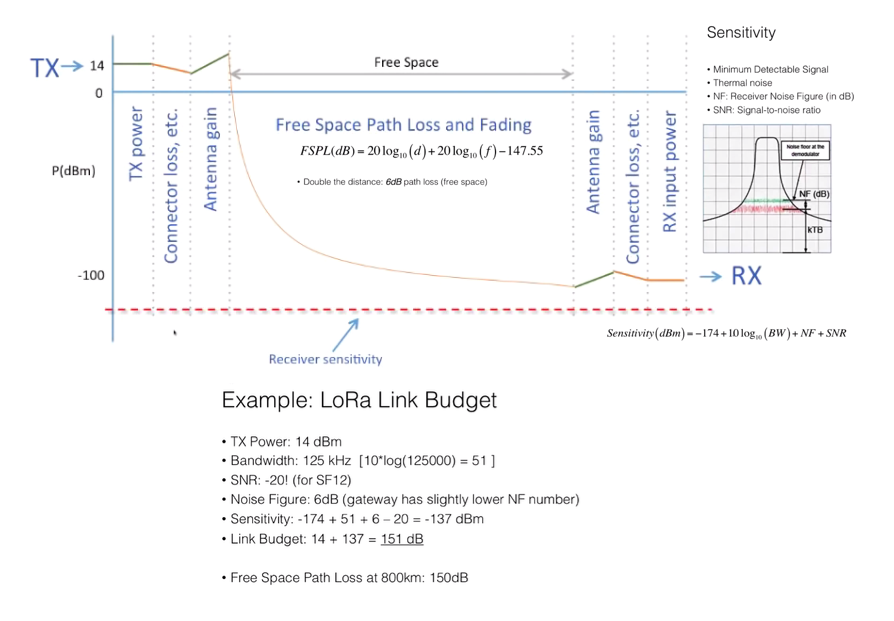 Sensitivity
• Minimum Detectable Signal
• Thermal noise
• NF: Receiver Noise Figure (in dB)
• SNR: Signal-to-noise ratio
Noise floor at the
demodulator
NF (dB)
kTB
Sensitivity(dBm) = −174 + 10 log₁₀(BW) + NF + SNR
TX
14
0
P(dBm)
-100
TX power
Connector loss, etc.
Antenna gain
Free Space
Free Space Path Loss and Fading
FSPL(dB) = 20 log₁₀(d) + 20 log₁₀(f) − 147.55
• Double the distance: 6dB path loss (free space)
Antenna gain
Connector loss, etc.
RX input power
RX
Receiver sensitivity
Example: LoRa Link Budget
• TX Power: 14 dBm
• Bandwidth: 125 kHz [10*log(125000) = 51 ]
• SNR: -20! (for SF12)
• Noise Figure: 6dB (gateway has slightly lower NF number)
• Sensitivity: -174 + 51 + 6 – 20 = -137 dBm
• Link Budget: 14 + 137 = 151 dB
• Free Space Path Loss at 800km: 150dB